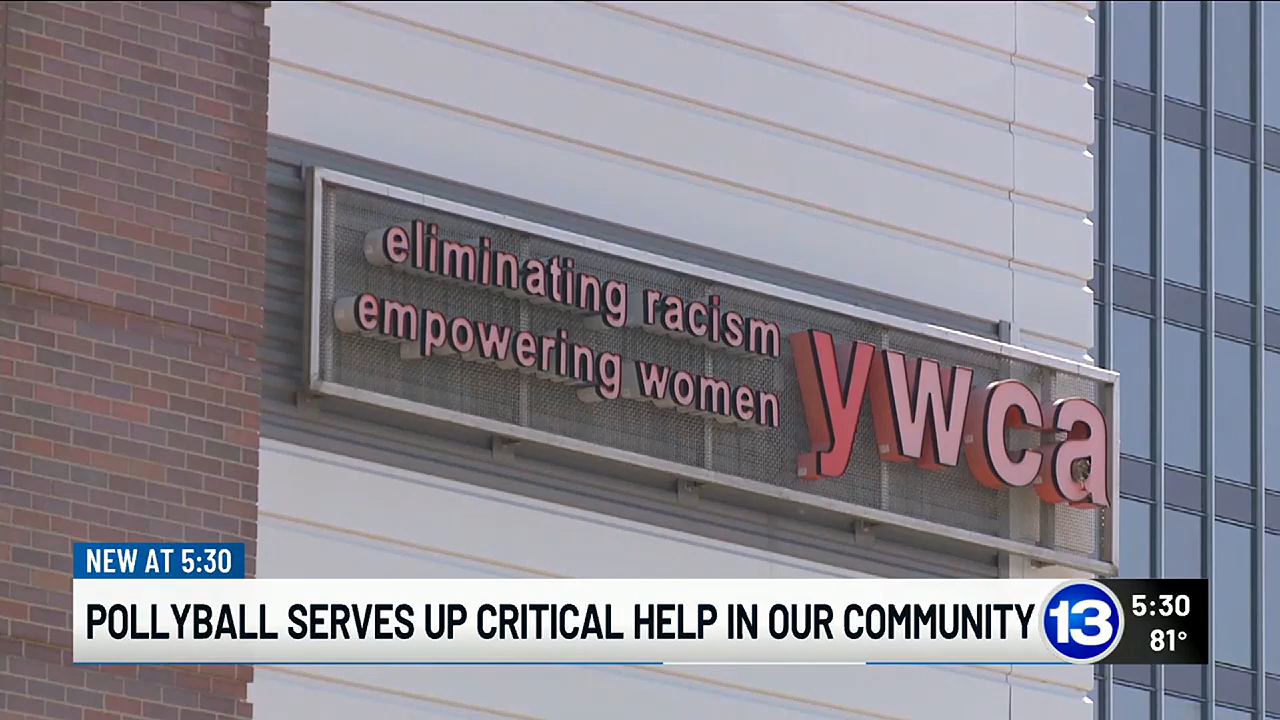 eliminating racism
empowering women
ywca
NEW AT 5:30
POLLYBALL SERVES UP CRITICAL HELP IN OUR COMMUNITY
13
5:30
81°